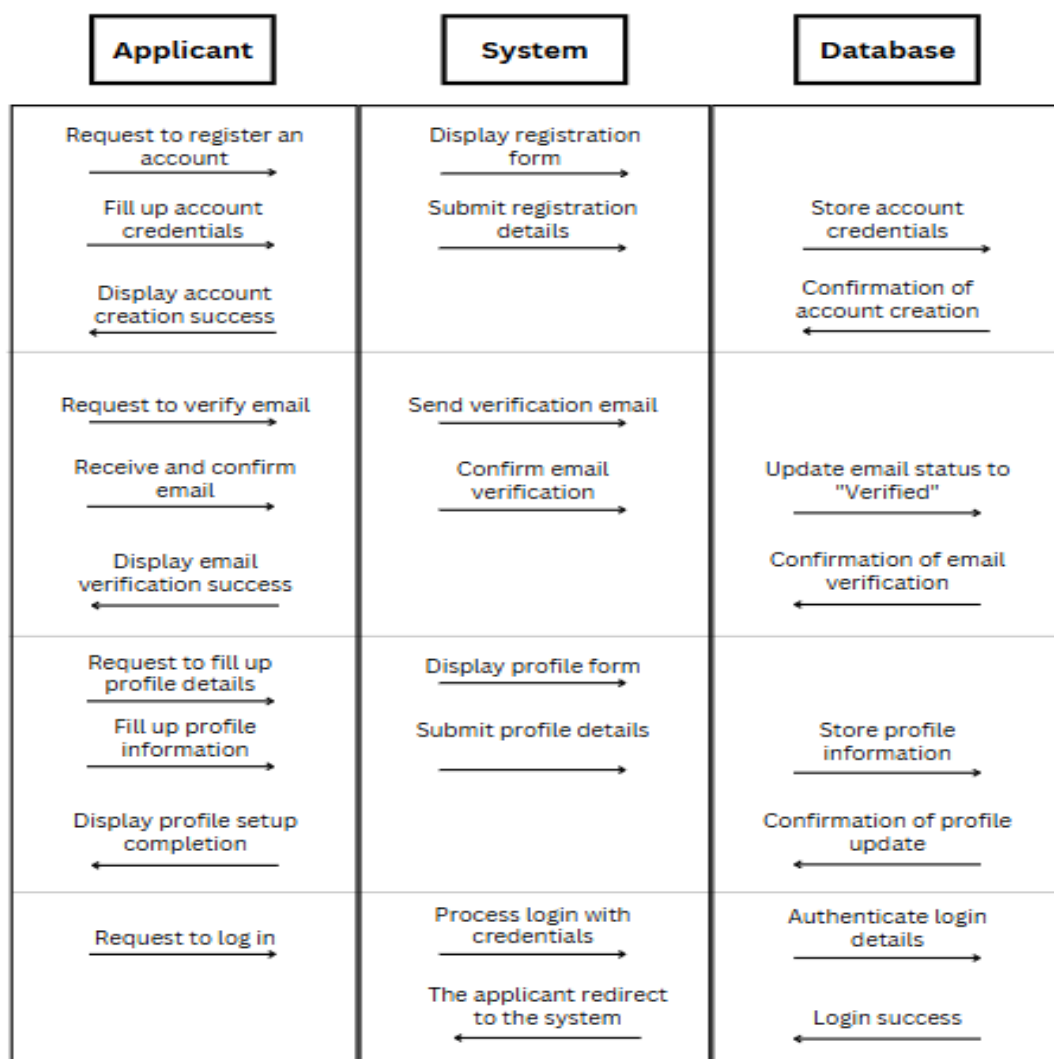 Applicant
System
Database
Request to register an
account
Display registration
form
Fill up account
credentials
Submit registration
details
Store account
credentials
Display account
creation success
Confirmation of
account creation
Request to verify email
Send verification email
Receive and confirm
email
Confirm email
verification
Update email status to
"Verified"
Display email
verification success
Confirmation of email
verification
Request to fill up
profile details
Display profile form
Fill up profile
information
Submit profile details
Store profile
information
Display profile setup
completion
Confirmation of profile
update
Request to log in
Process login with
credentials
Authenticate login
details
The applicant redirect
to the system
Login success